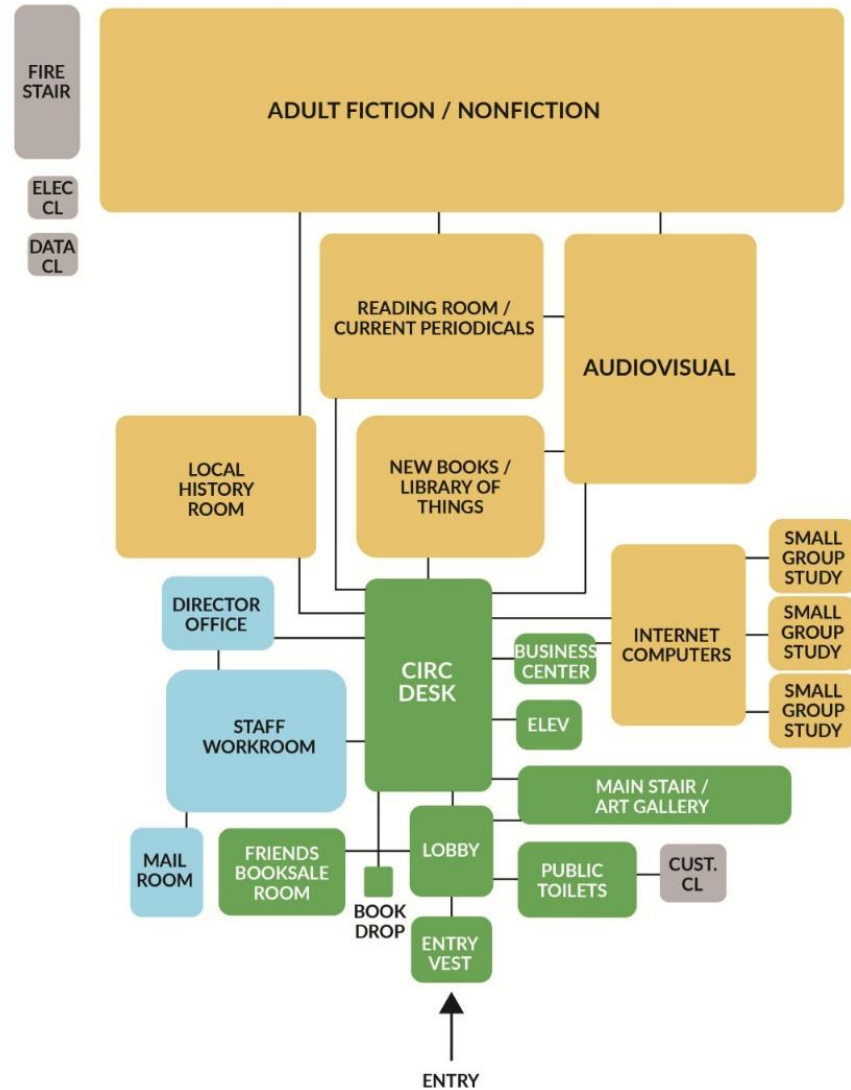 FIRE
STAIR
ADULT FICTION / NONFICTION
ELEC
CL
DATA
CL
READING ROOM /
CURRENT PERIODICALS
AUDIOVISUAL
LOCAL
HISTORY
ROOM
NEW BOOKS /
LIBRARY OF
THINGS
SMALL
GROUP
STUDY
DIRECTOR
OFFICE
CIRC
DESK
BUSINESS
CENTER
INTERNET
COMPUTERS
SMALL
GROUP
STUDY
STAFF
WORKROOM
ELEV
SMALL
GROUP
STUDY
MAIN STAIR /
ART GALLERY
MAIL
ROOM
FRIENDS
BOOKSALE
ROOM
LOBBY
PUBLIC
TOILETS
CUST.
CL
BOOK
DROP
ENTRY
VEST
ENTRY